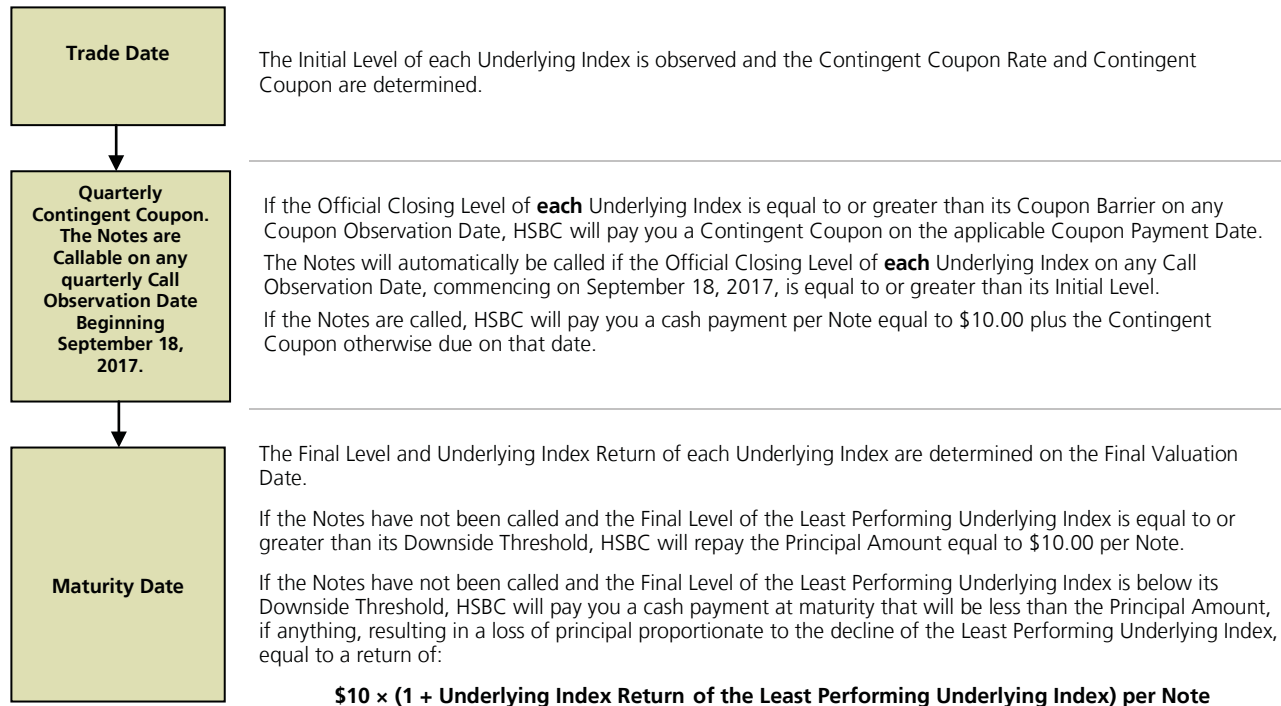 Trade Date
The Initial Level of each Underlying Index is observed and the Contingent Coupon Rate and Contingent
Coupon are determined.
Quarterly
Contingent Coupon.
The Notes are
Callable on any
quarterly Call
Observation Date
Beginning
September 18,
2017.
If the Official Closing Level of each Underlying Index is equal to or greater than its Coupon Barrier on any
Coupon Observation Date, HSBC will pay you a Contingent Coupon on the applicable Coupon Payment Date.
The Notes will automatically be called if the Official Closing Level of each Underlying Index on any Call
Observation Date, commencing on September 18, 2017, is equal to or greater than its Initial Level.
If the Notes are called, HSBC will pay you a cash payment per Note equal to $10.00 plus the Contingent
Coupon otherwise due on that date.
Maturity Date
The Final Level and Underlying Index Return of each Underlying Index are determined on the Final Valuation
Date.
If the Notes have not been called and the Final Level of the Least Performing Underlying Index is equal to or
greater than its Downside Threshold, HSBC will repay the Principal Amount equal to $10.00 per Note.
If the Notes have not been called and the Final Level of the Least Performing Underlying Index is below its
Downside Threshold, HSBC will pay you a cash payment at maturity that will be less than the Principal Amount,
if anything, resulting in a loss of principal proportionate to the decline of the Least Performing Underlying Index,
equal to a return of:
$10 × (1 + Underlying Index Return of the Least Performing Underlying Index) per Note